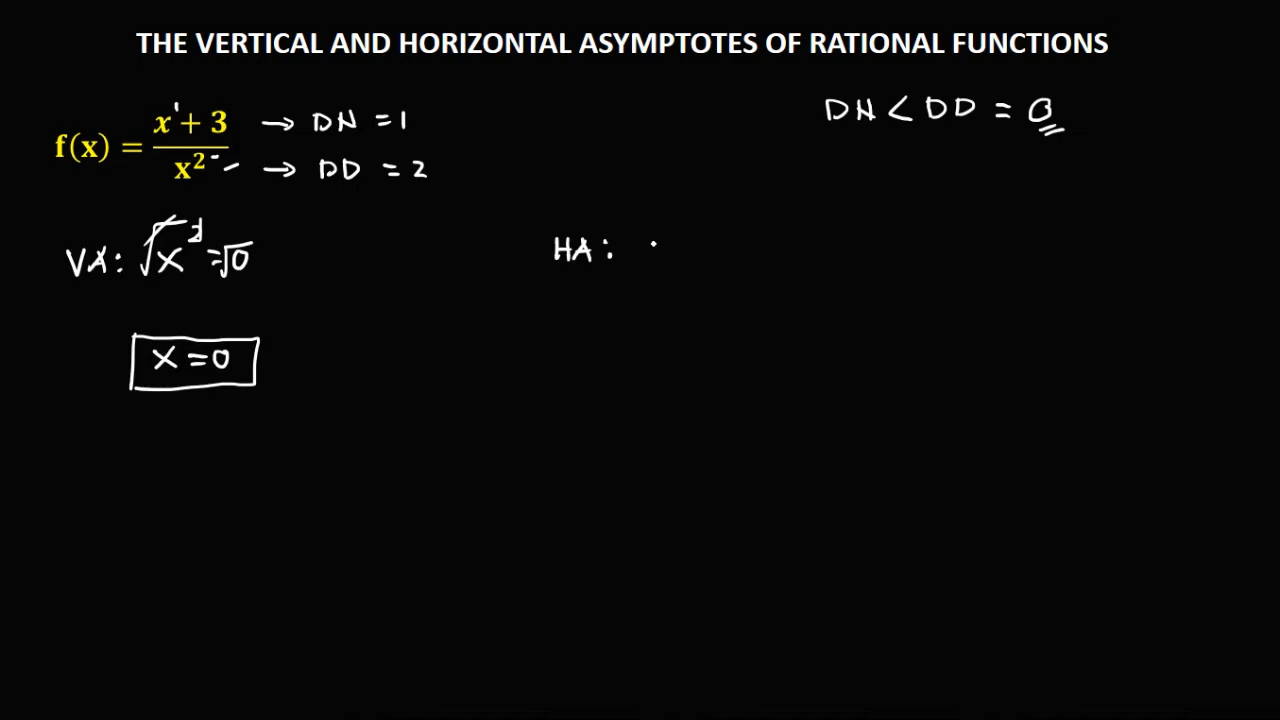 THE VERTICAL AND HORIZONTAL ASYMPTOTES OF RATIONAL FUNCTIONS
f(x) = (x¹ + 3) / x²
→ DN = 1
→ DD = 2
DN < DD = 0
VA: √x² = √0
HA:
x = 0